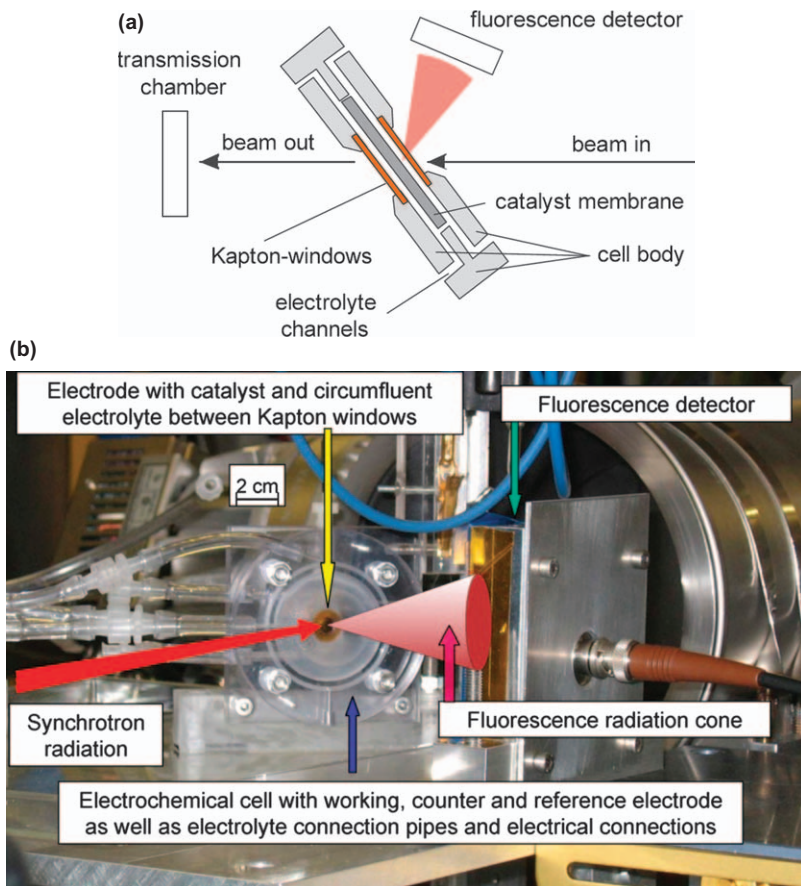 (a)
fluorescence detector
transmission
chamber
beam out
beam in
catalyst membrane
Kapton-windows
cell body
electrolyte
channels
(b)
Electrode with catalyst and circumfluent
electrolyte between Kapton windows
Fluorescence detector
2 cm
Synchrotron
radiation
Fluorescence radiation cone
Electrochemical cell with working, counter and reference electrode
as well as electrolyte connection pipes and electrical connections